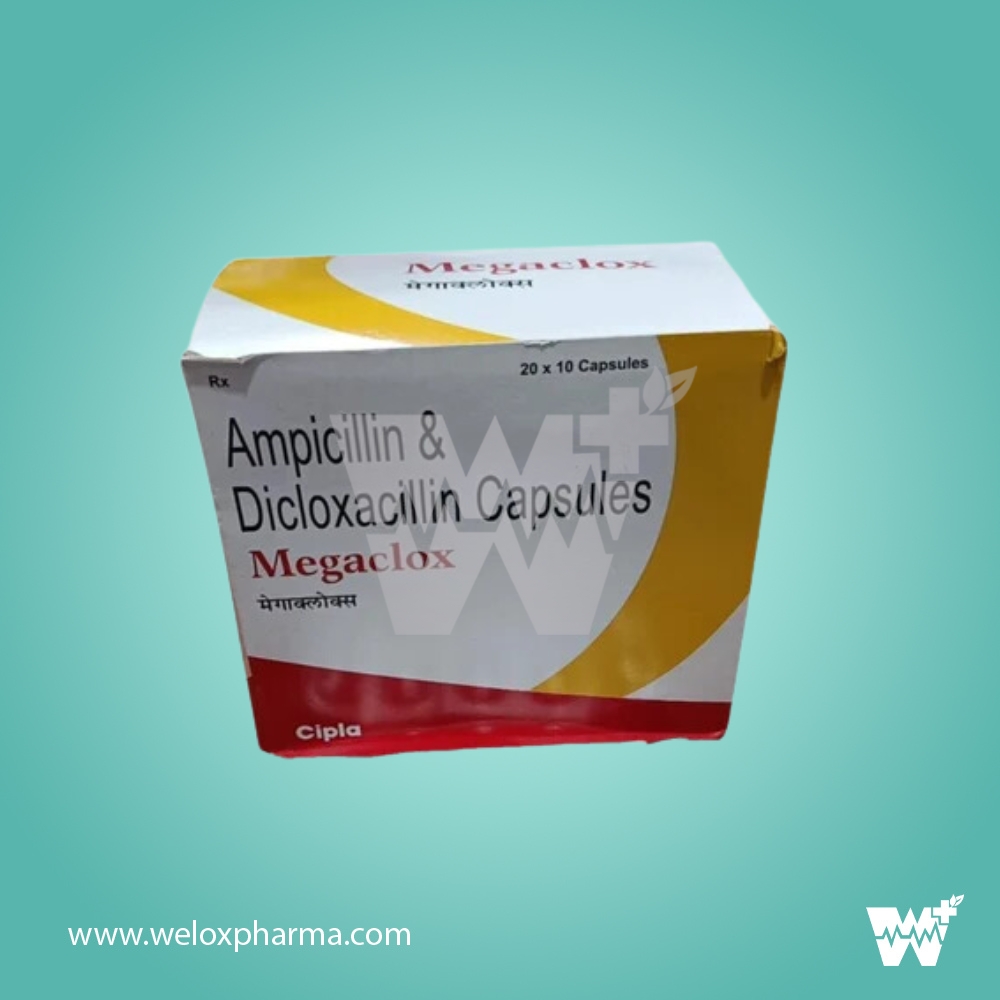 Megaclox
मेगाक्लोक्स
Rx
20 x 10 Capsules
Ampicillin &
Dicloxacillin Capsules
Megaclox
मेगाक्लोक्स
Cipla
www.weloxpharma.com
W+